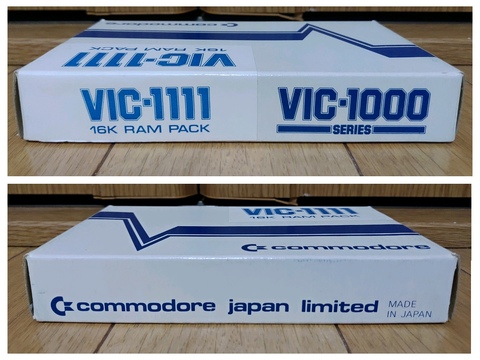 commodore
VIC-1111
16K RAM PACK
VIC-1111
16K RAM PACK
VIC-1000
SERIES
VIC-1111
16K RAM PACK
commodore
commodore japan limited
MADE
IN JAPAN